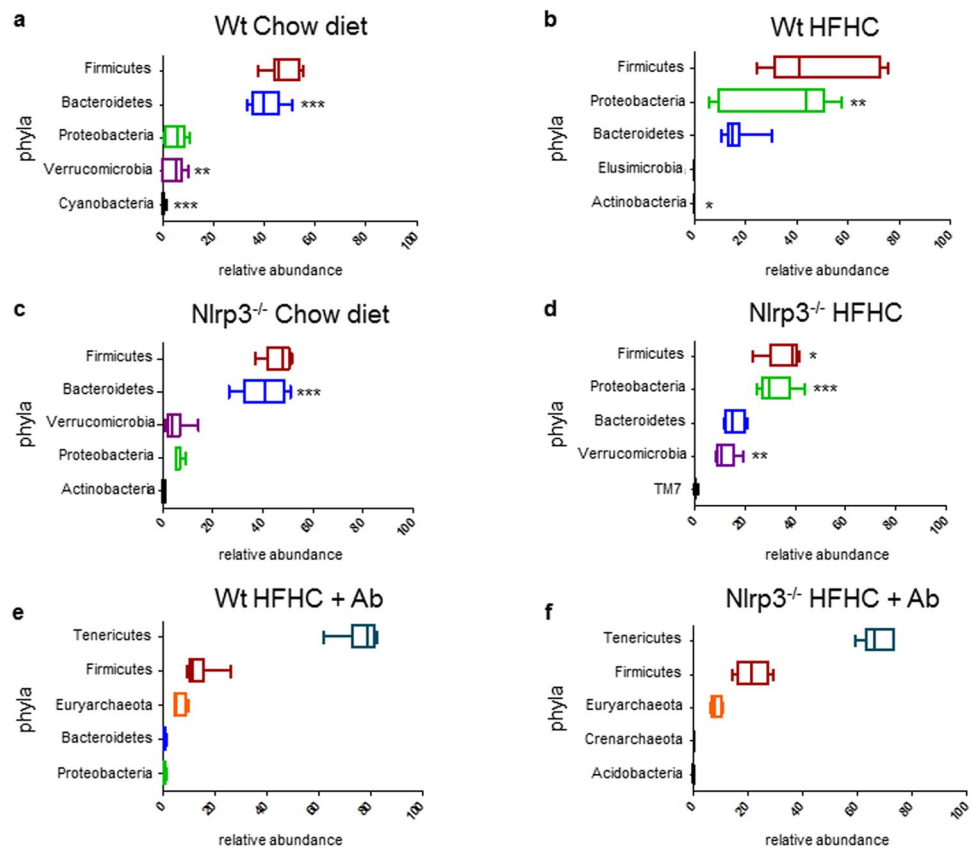 a
Wt Chow diet
phyla
Firmicutes
Bacteroidetes ***
Proteobacteria
Verrucomicrobia **
Cyanobacteria ***
0 20 40 60 80 100
relative abundance
b
Wt HFHC
phyla
Firmicutes
Proteobacteria **
Bacteroidetes
Elusimicrobia
Actinobacteria *
0 20 40 60 80 100
relative abundance
c
Nlrp3-/- Chow diet
phyla
Firmicutes
Bacteroidetes ***
Verrucomicrobia
Proteobacteria
Actinobacteria
0 20 40 60 80 100
relative abundance
d
Nlrp3-/- HFHC
phyla
Firmicutes *
Proteobacteria ***
Bacteroidetes
Verrucomicrobia **
TM7
0 20 40 60 80 100
relative abundance
e
Wt HFHC + Ab
phyla
Tenericutes
Firmicutes
Euryarchaeota
Bacteroidetes
Proteobacteria
0 20 40 60 80 100
relative abundance
f
Nlrp3-/- HFHC + Ab
phyla
Tenericutes
Firmicutes
Euryarchaeota
Crenarchaeota
Acidobacteria
0 20 40 60 80 100
relative abundance